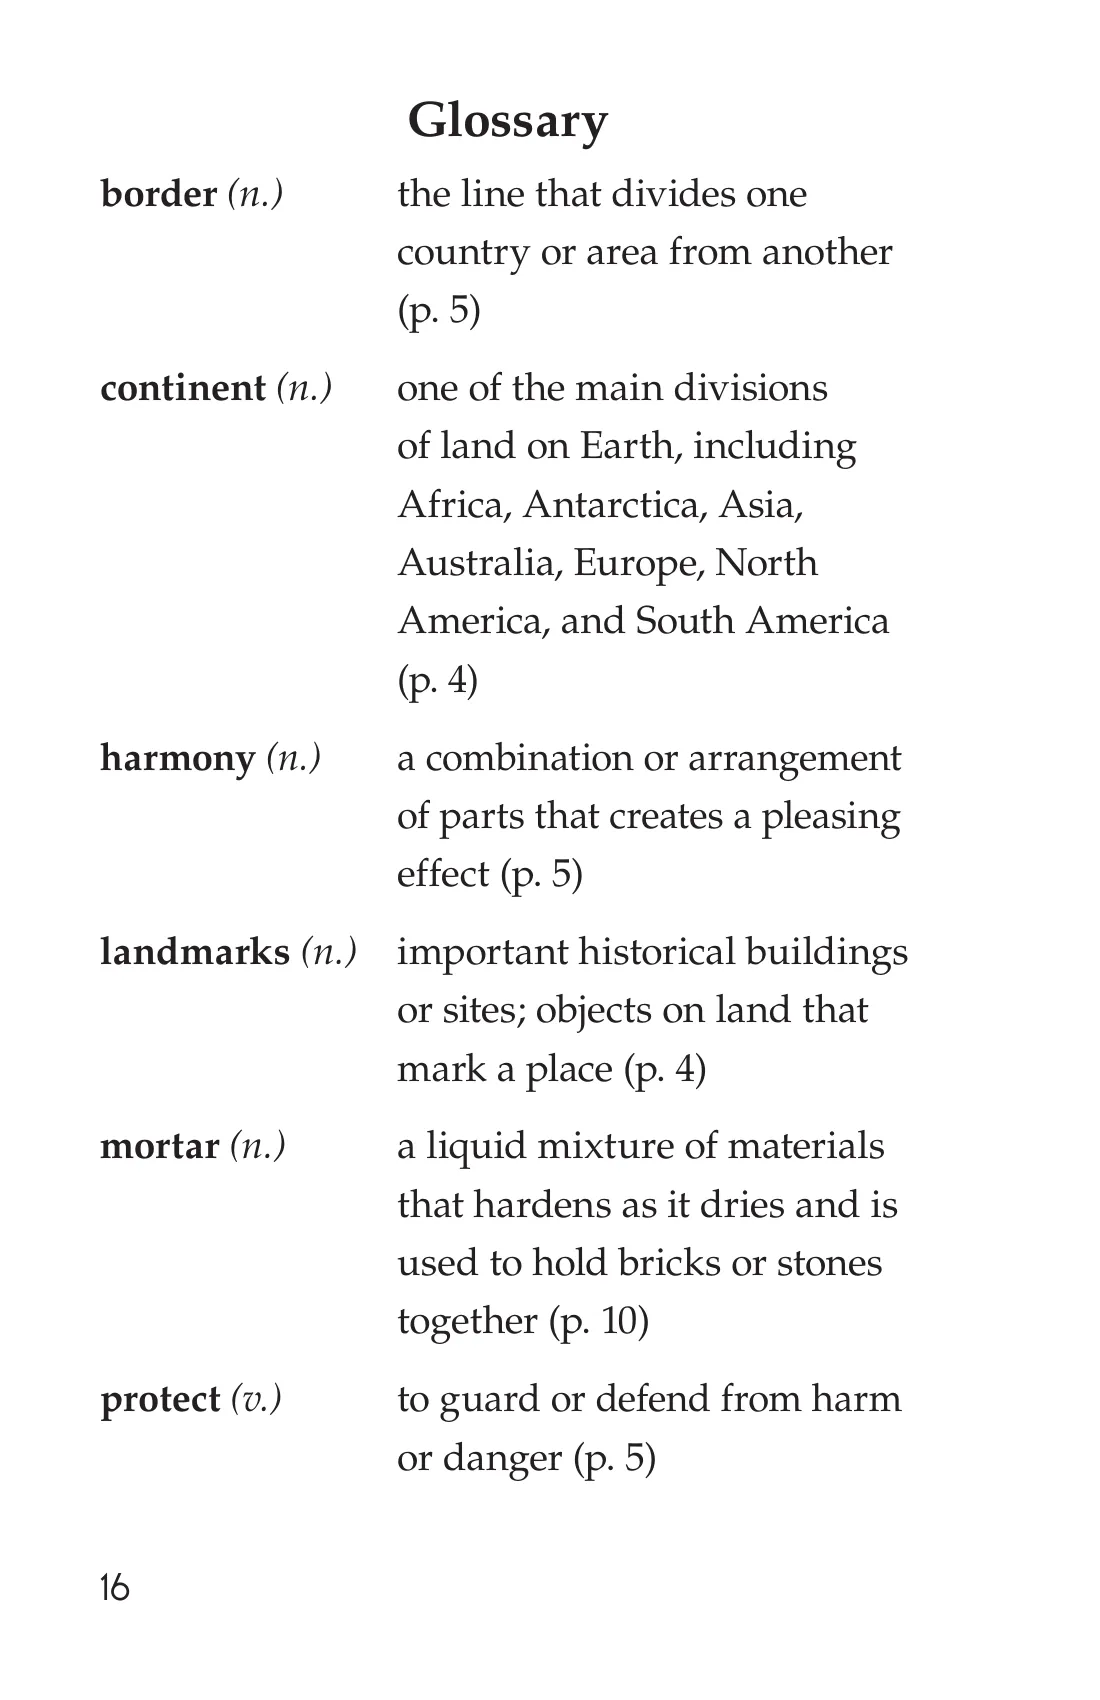 Glossary
border (n.) the line that divides one
country or area from another
(p. 5)
continent (n.) one of the main divisions
of land on Earth, including
Africa, Antarctica, Asia,
Australia, Europe, North
America, and South America
(p. 4)
harmony (n.) a combination or arrangement
of parts that creates a pleasing
effect (p. 5)
landmarks (n.) important historical buildings
or sites; objects on land that
mark a place (p. 4)
mortar (n.) a liquid mixture of materials
that hardens as it dries and is
used to hold bricks or stones
together (p. 10)
protect (v.) to guard or defend from harm
or danger (p. 5)
16